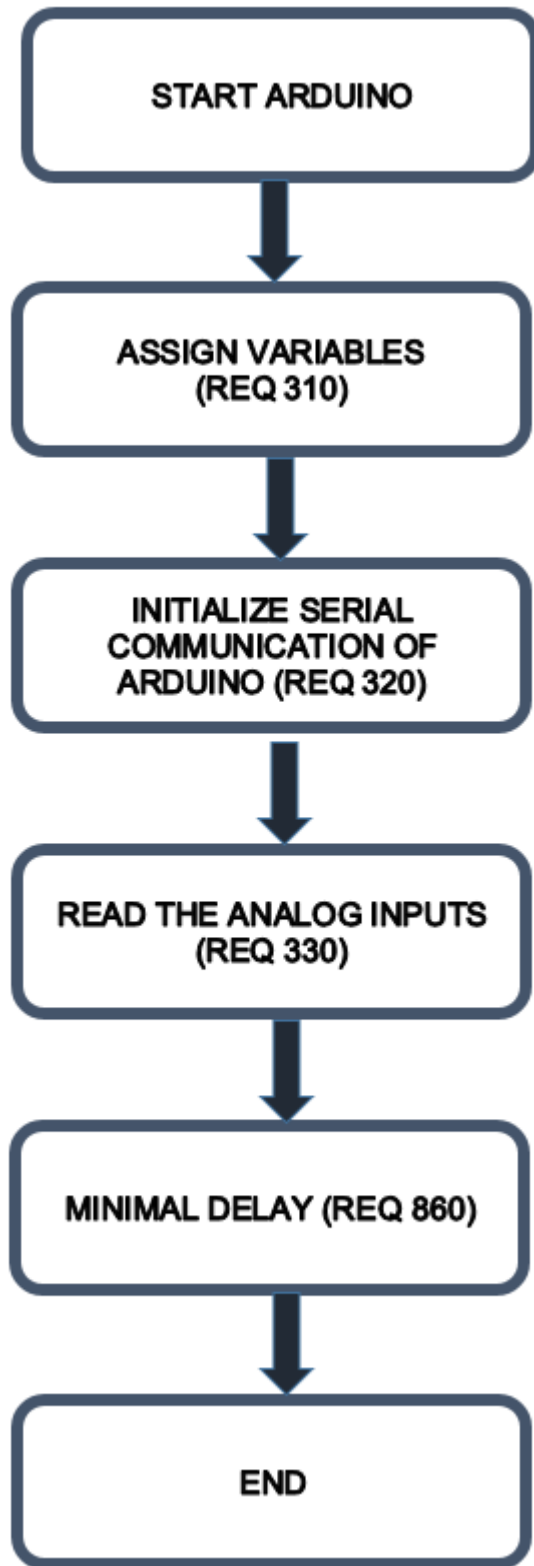 START ARDUINO
ASSIGN VARIABLES
(REQ 310)
INITIALIZE SERIAL
COMMUNICATION OF
ARDUINO (REQ 320)
READ THE ANALOG INPUTS
(REQ 330)
MINIMAL DELAY (REQ 860)
END